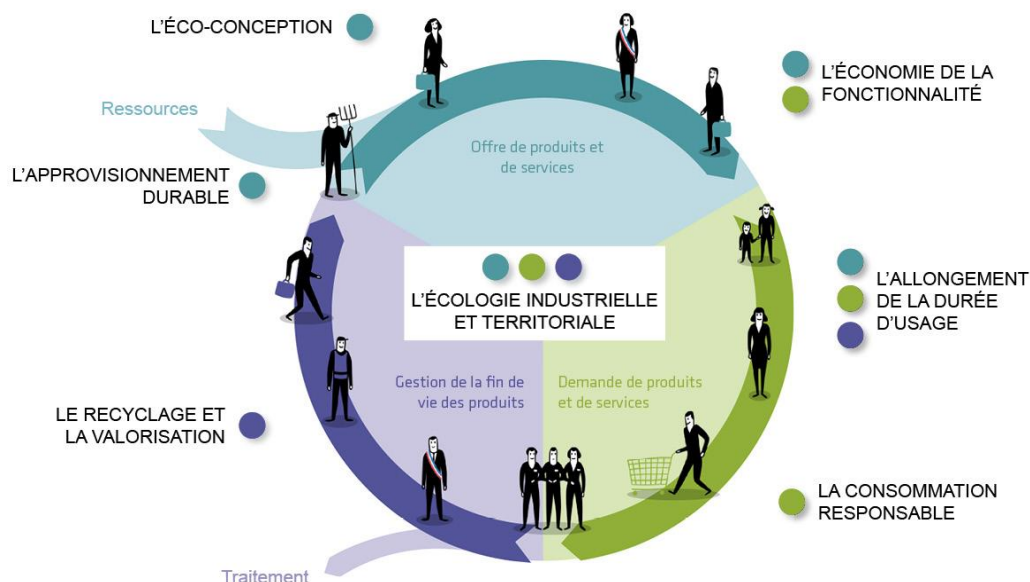 L'ÉCO-CONCEPTION
Ressources
L'APPROVISIONNEMENT
DURABLE
Offre de produits et
de services
L'ÉCONOMIE DE LA
FONCTIONNALITÉ
L'ÉCOLOGIE INDUSTRIELLE
ET TERRITORIALE
L'ALLONGEMENT
DE LA DURÉE
D'USAGE
Gestion de la fin de
vie des produits
Demande de produits
et de services
LE RECYCLAGE ET
LA VALORISATION
LA CONSOMMATION
RESPONSABLE
Traitement